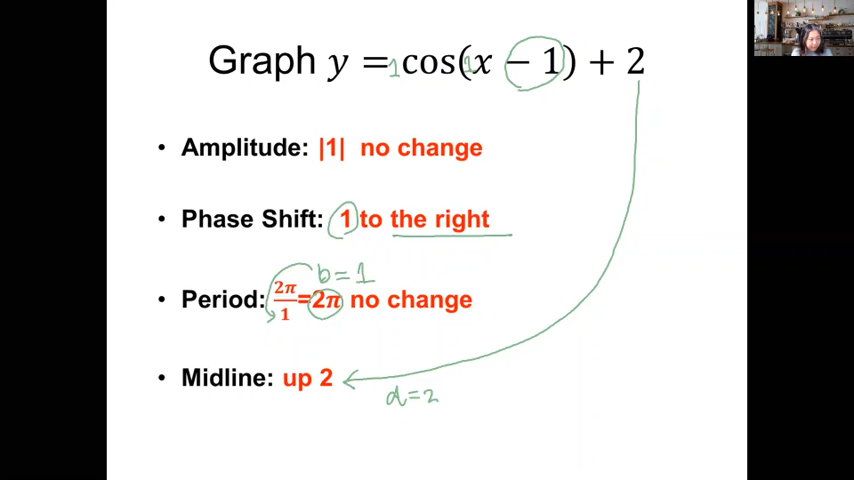 Graph y = 1cos(1x − 1) + 2
• Amplitude: |1| no change
• Phase Shift: 1 to the right
b=1
• Period: 2π/1=2π no change
• Midline: up 2
d=2